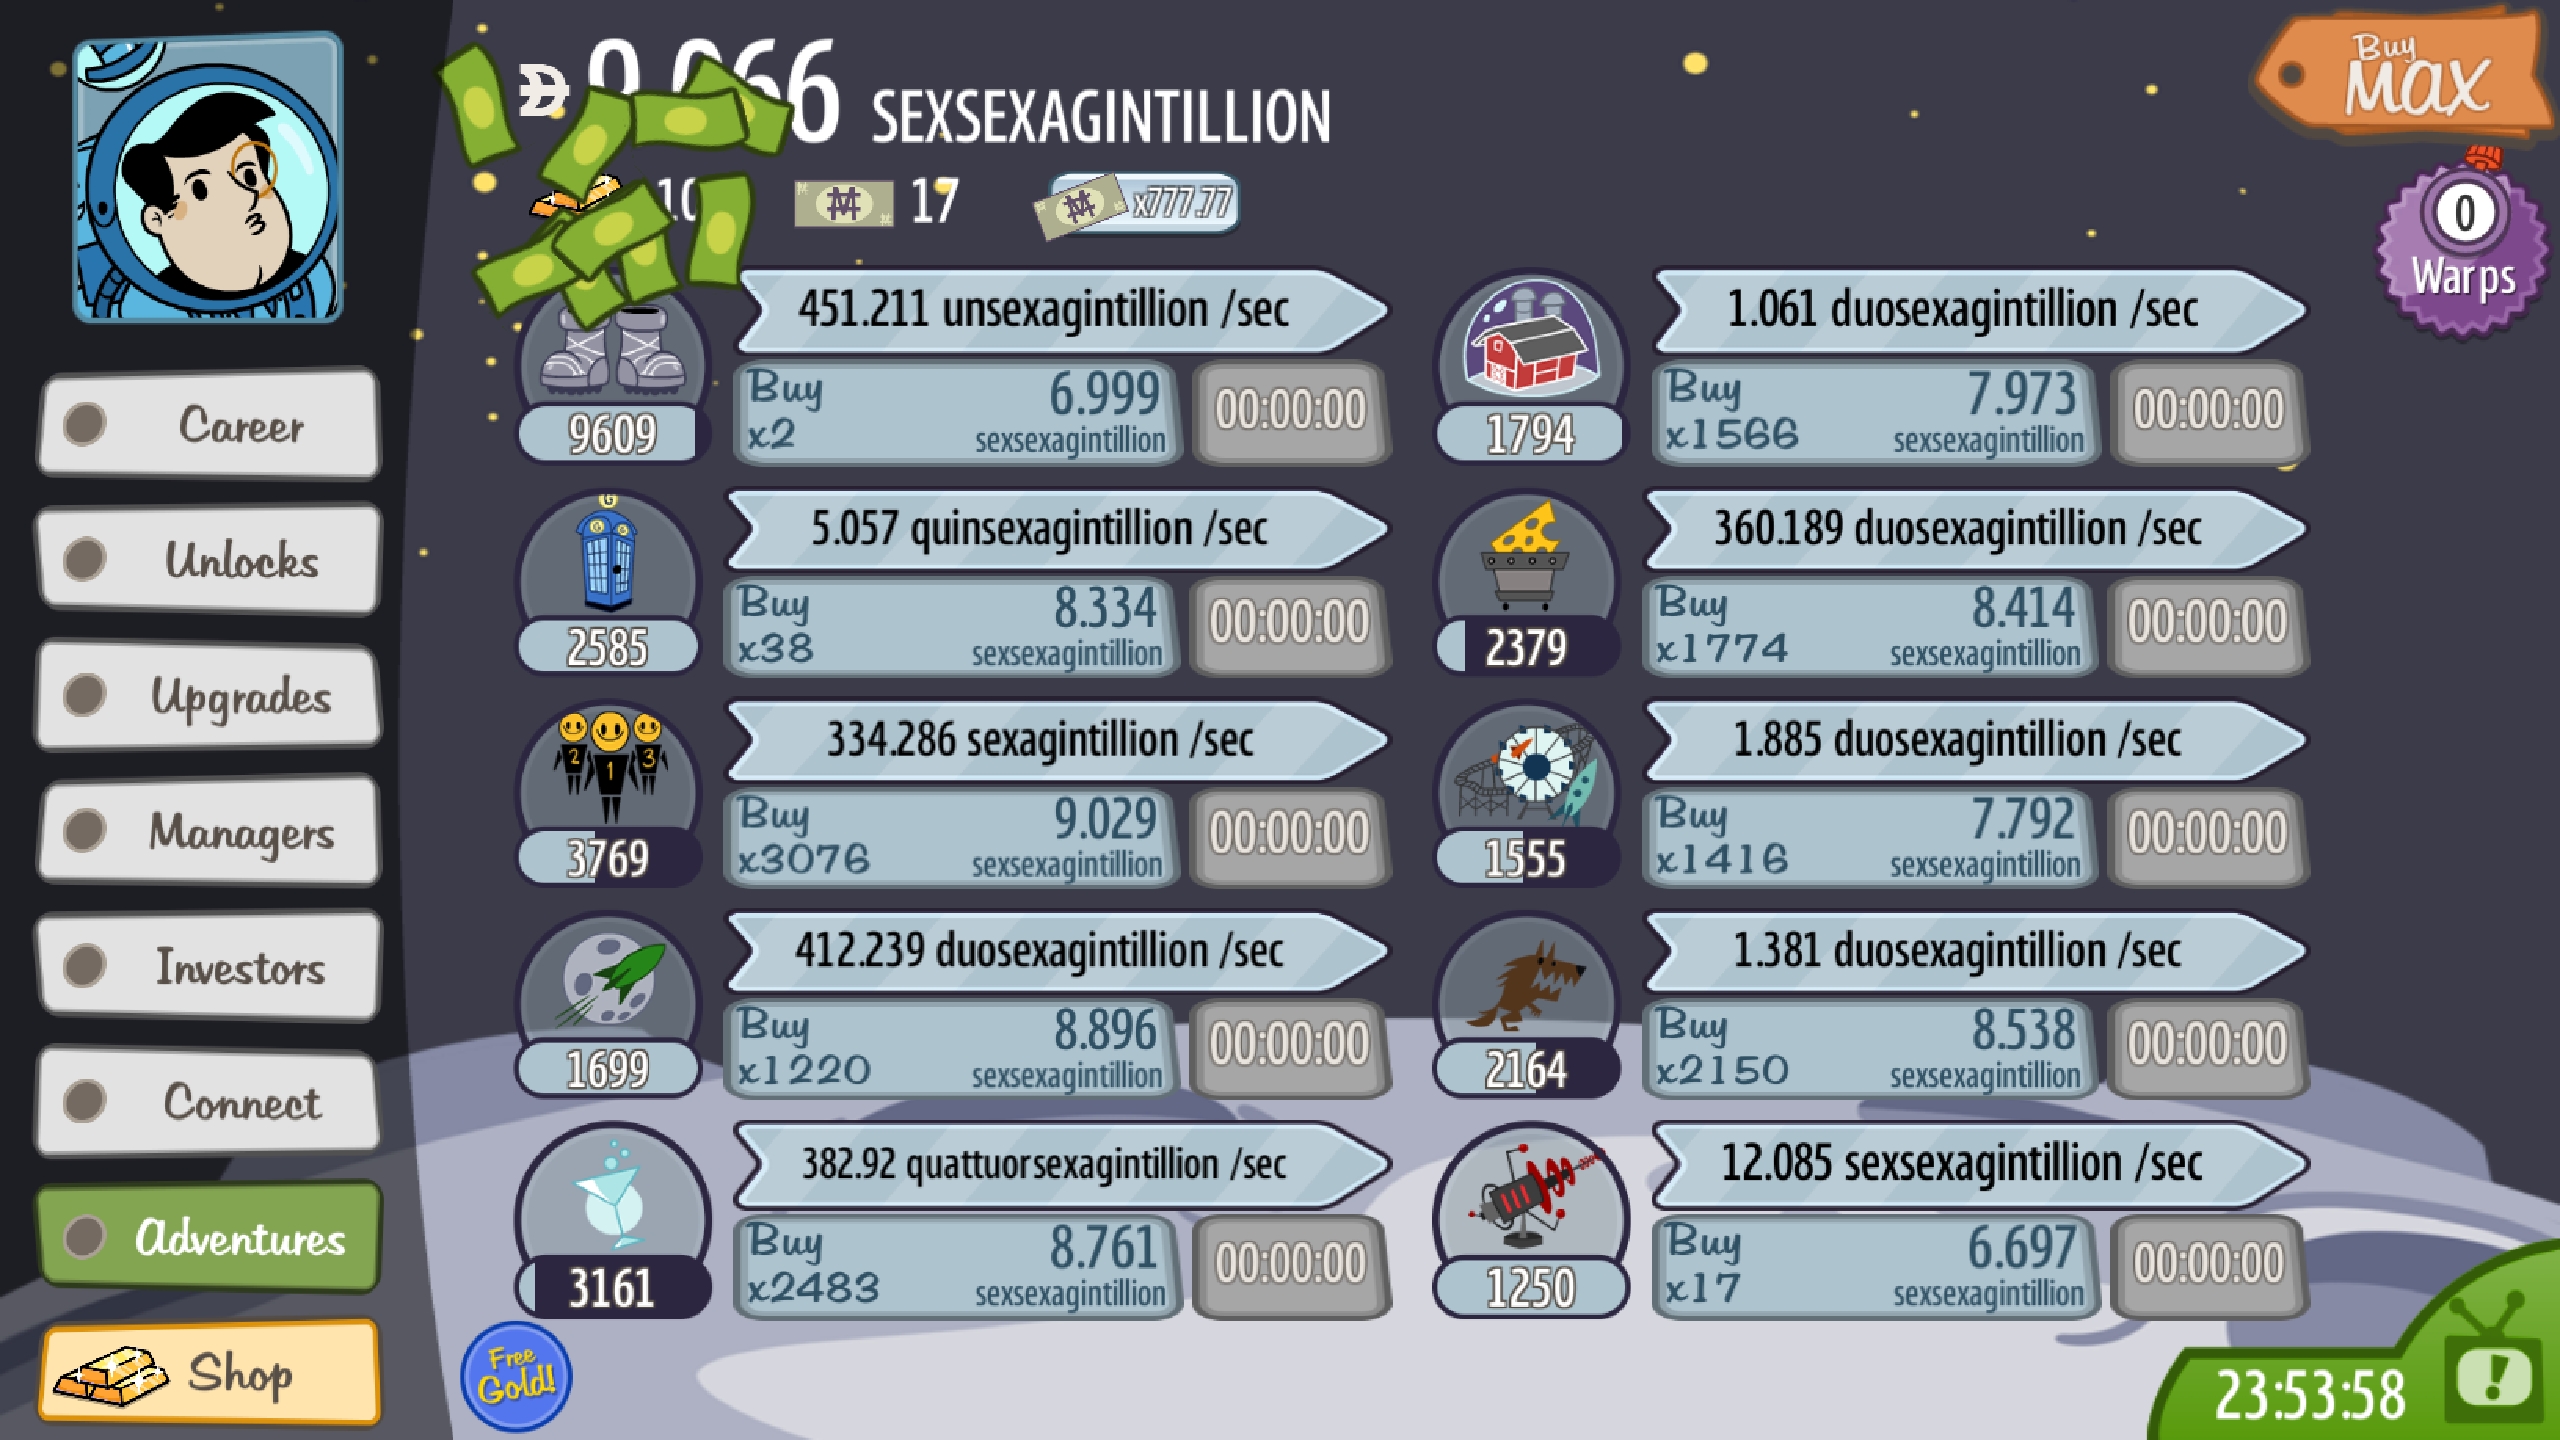 SEXSEXAGINTILLION
Buy
MAX
17
x777.77
0
Warps
Career
Unlocks
Upgrades
Managers
Investors
Connect
Adventures
Shop
451.211 unsexagintillion /sec
9609
Buy
x2
6.999
sexsexagintillion
00:00:00
1.061 duosexagintillion /sec
1794
Buy
x1566
7.973
sexsexagintillion
00:00:00
5.057 quinsexagintillion /sec
2585
Buy
x38
8.334
sexsexagintillion
00:00:00
360.189 duosexagintillion /sec
2379
Buy
x1774
8.414
sexsexagintillion
00:00:00
334.286 sexagintillion /sec
2
1
3
3769
Buy
x3076
9.029
sexsexagintillion
00:00:00
1.885 duosexagintillion /sec
1555
Buy
x1416
7.792
sexsexagintillion
00:00:00
412.239 duosexagintillion /sec
1699
Buy
x1220
8.896
sexsexagintillion
00:00:00
1.381 duosexagintillion /sec
2164
Buy
x2150
8.538
sexsexagintillion
00:00:00
382.92 quattuorsexagintillion /sec
3161
Buy
x2483
8.761
sexsexagintillion
00:00:00
12.085 sexsexagintillion /sec
1250
Buy
x17
6.697
sexsexagintillion
00:00:00
Free
Gold!
23:53:58
!